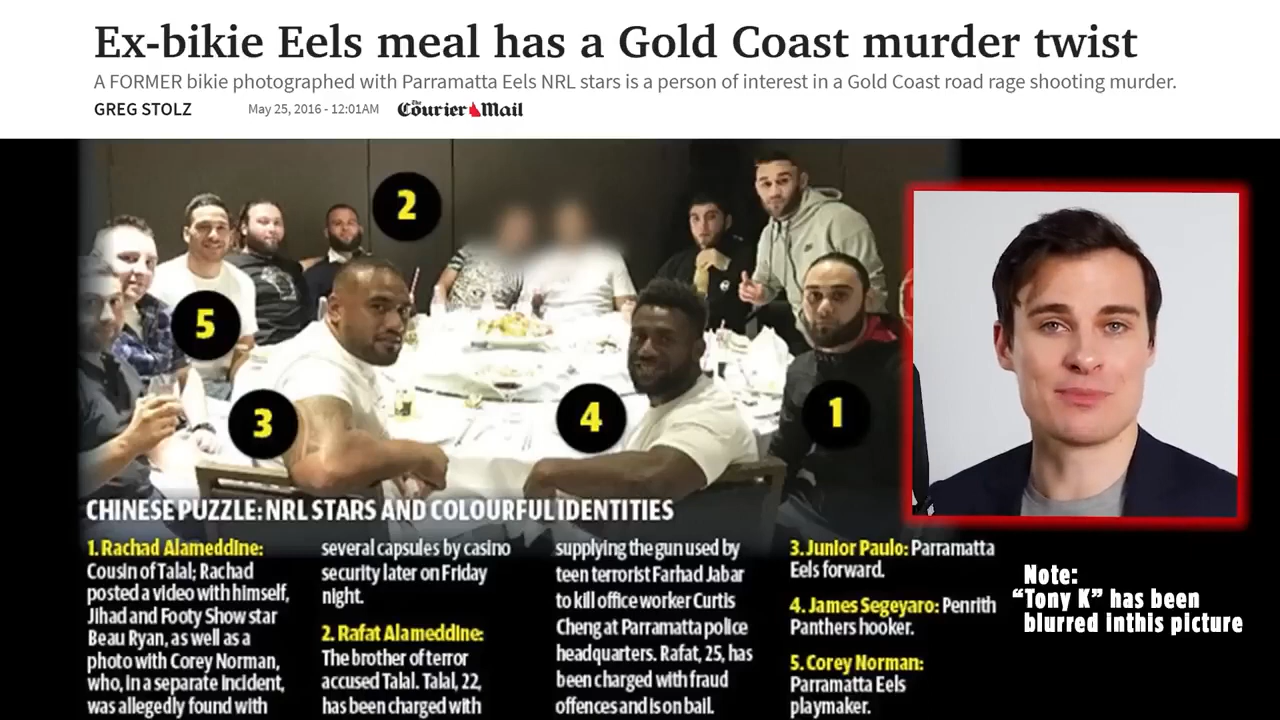 Ex-bikie Eels meal has a Gold Coast murder twist
A FORMER bikie photographed with Parramatta Eels NRL stars is a person of interest in a Gold Coast road rage shooting murder.
GREG STOLZ May 25, 2016 - 12:01AM The Courier Mail
2
5
3
4
1
CHINESE PUZZLE: NRL STARS AND COLOURFUL IDENTITIES
1. Rachad Alameddine:
Cousin of Talal; Rachad
posted a video with himself,
Jihad and Footy Show star
Beau Ryan, as well as a
photo with Corey Norman,
who, in a separate incident,
was allegedly found with
several capsules by casino
security later on Friday
night.
2. Rafat Alameddine:
The brother of terror
accused Talal. Talal, 22,
has been charged with
supplying the gun used by
teen terrorist Farhad Jabar
to kill office worker Curtis
Cheng at Parramatta police
headquarters. Rafat, 25, has
been charged with fraud
offences and is on bail.
3. Junior Paulo: Parramatta
Eels forward.
4. James Segeyaro: Penrith
Panthers hooker.
5. Corey Norman:
Parramatta Eels
playmaker.
Note:
“Tony K” has been
blurred inthis picture